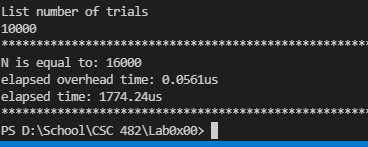 List number of trials
10000
**************************************************
N is equal to: 16000
elapsed overhead time: 0.0561us
elapsed time: 1774.24us
**************************************************
PS D:\School\CSC 482\Lab0x00>